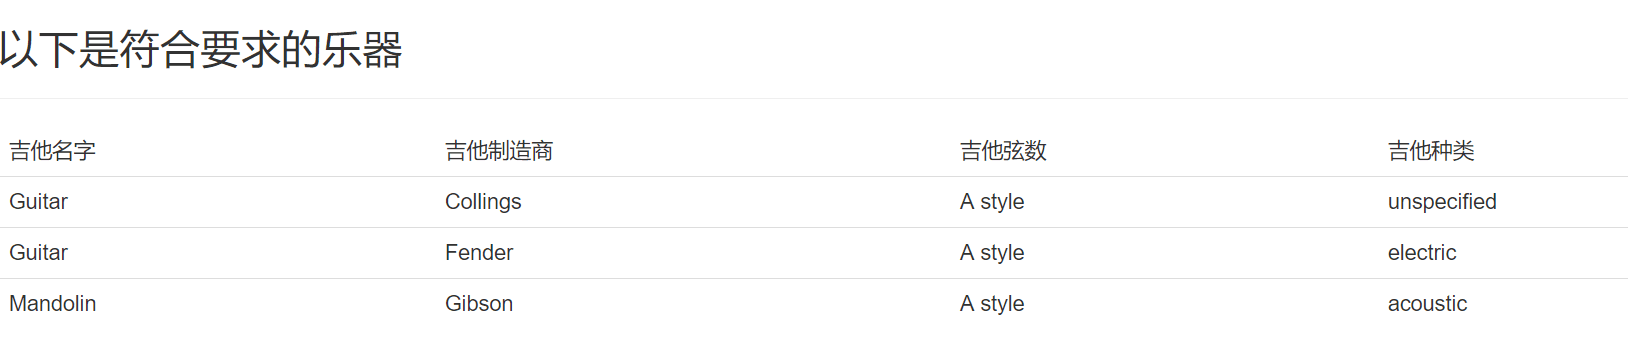 以下是符合要求的乐器
吉他名字 吉他制造商 吉他弦数 吉他种类
Guitar Collings A style unspecified
Guitar Fender A style electric
Mandolin Gibson A style acoustic